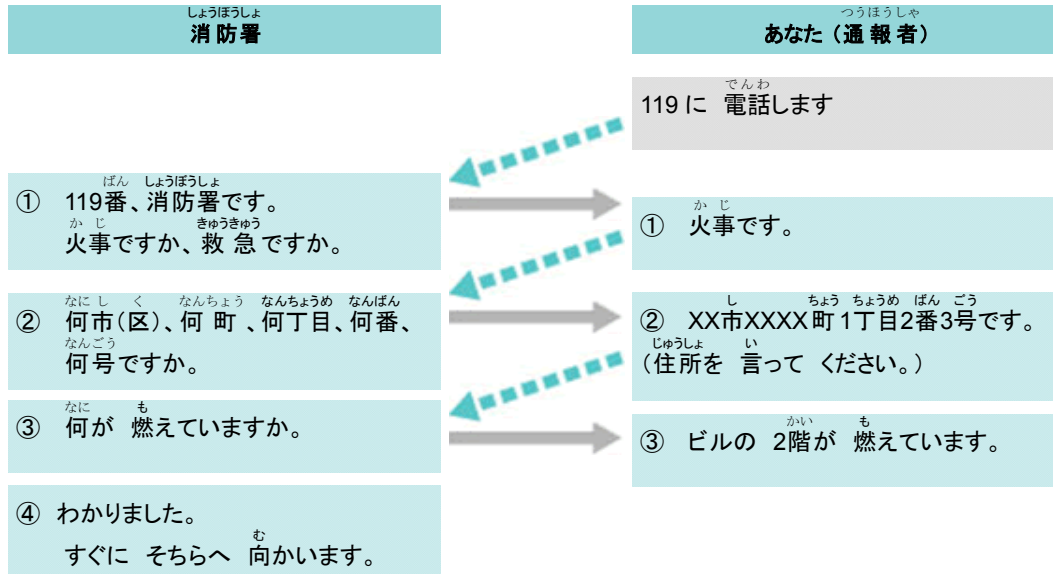 しょうぼうしょ
消防署
つうほうしゃ
あなた（通報者）
でんわ
119に 電話します
ばん しょうぼうしょ
① 119番、消防署です。
かじ きゅうきゅう
火事ですか、救急ですか。
かじ
① 火事です。
なにし く なんちょう なんちょうめ なんばん
② 何市（区）、何町、何丁目、何番、
なんごう
何号ですか。
し ちょう ちょうめ ばん ごう
② XX市XXXX町1丁目2番3号です。
じゅうしょ い
（住所を 言って ください。）
なに も
③ 何が 燃えていますか。
かい も
③ ビルの 2階が 燃えています。
④ わかりました。
む
すぐに そちらへ 向かいます。